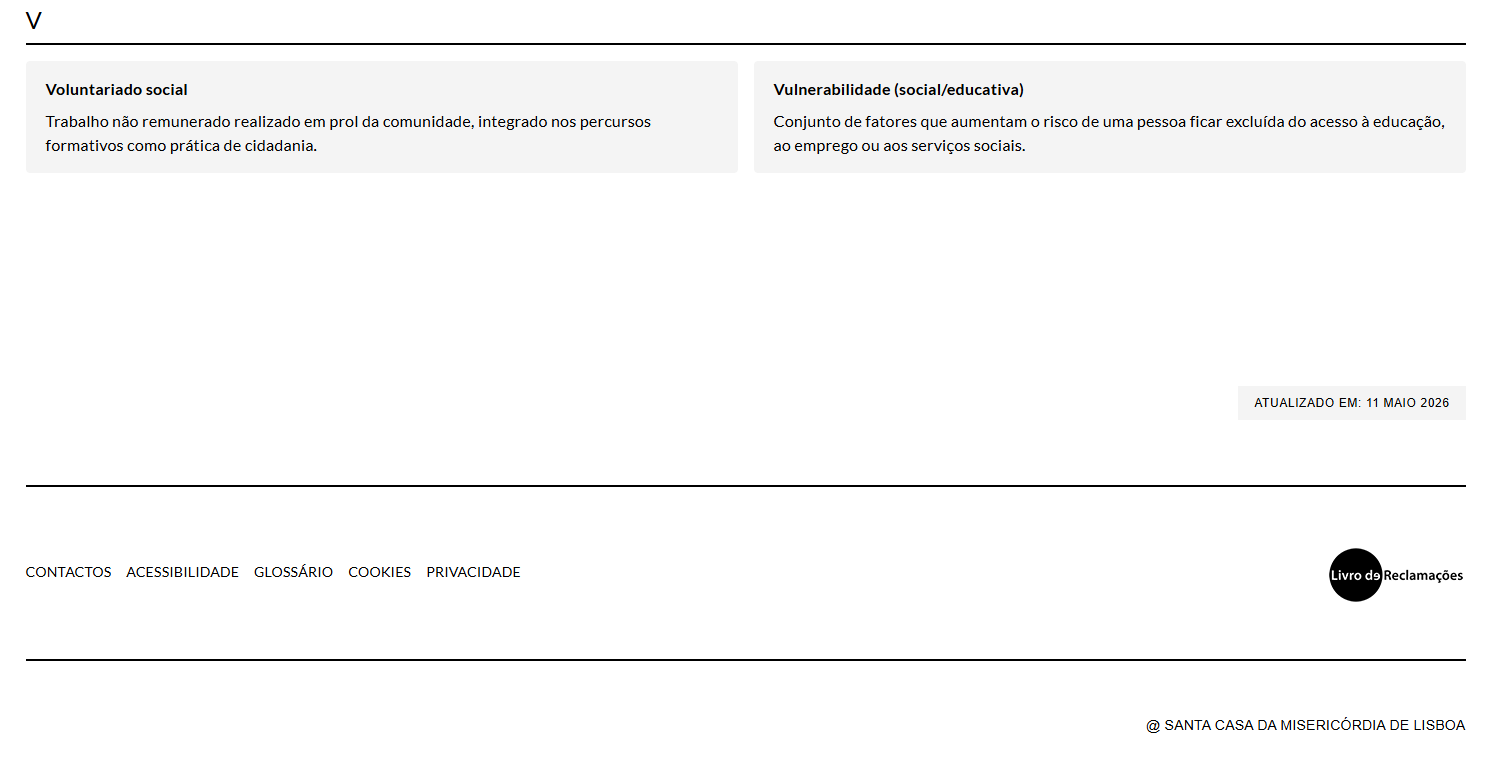 V
Voluntariado social
Trabalho não remunerado realizado em prol da comunidade, integrado nos percursos
formativos como prática de cidadania.
Vulnerabilidade (social/educativa)
Conjunto de fatores que aumentam o risco de uma pessoa ficar excluída do acesso à educação,
ao emprego ou aos serviços sociais.
ATUALIZADO EM: 11 MAIO 2026
CONTACTOS ACESSIBILIDADE GLOSSÁRIO COOKIES PRIVACIDADE
Livro de Reclamações
@ SANTA CASA DA MISERICÓRDIA DE LISBOA